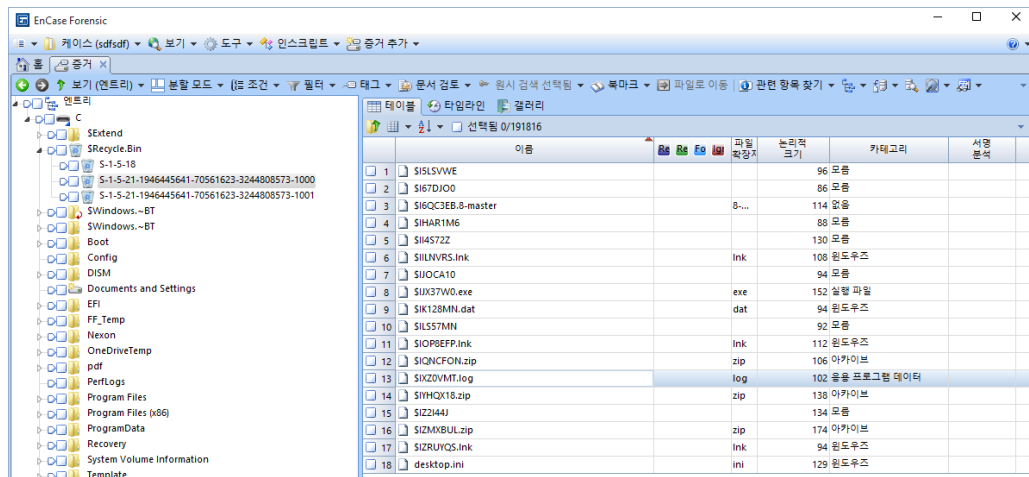 EnCase Forensic
케이스 (sdfsdf) 보기 도구 인스크립트 증거 추가
홈 증거
보기 (엔트리) 분할 모드 조건 필터 태그 문서 검토 원시 검색 선택됨 북마크 파일로 이동 관련 항목 찾기
엔트리
C
$Extend
$Recycle.Bin
S-1-5-18
S-1-5-21-1946445641-70561623-3244808573-1000
S-1-5-21-1946445641-70561623-3244808573-1001
$Windows.~BT
$Windows.~BT
Boot
Config
DISM
Documents and Settings
EFI
FF_Temp
Nexon
OneDriveTemp
pdf
PerfLogs
Program Files
Program Files (x86)
ProgramData
Recovery
System Volume Information
Template
테이블 타임라인 갤러리
선택됨 0/191816
이름 Re Re Fo Igr 파일 확장자 논리적 크기 카테고리 서명 분석
1 $I5LSVWE 96 모름
2 $I67DJO0 86 모름
3 $I6QC3EB.8-master 8-... 114 없음
4 $IHAR1M6 88 모름
5 $II4S72Z 130 모름
6 $IILNVRS.lnk lnk 108 윈도우즈
7 $IJOCA10 94 모름
8 $IJX37W0.exe exe 152 실행 파일
9 $IK128MN.dat dat 94 윈도우즈
10 $ILS57MN 92 모름
11 $IOP8EFP.lnk lnk 112 윈도우즈
12 $IQNCFON.zip zip 106 아카이브
13 $IXZ0VMT.log log 102 응용 프로그램 데이터
14 $IYHQX18.zip zip 138 아카이브
15 $IZ2I44J 134 모름
16 $IZMXBUL.zip zip 174 아카이브
17 $IZRUYQS.lnk lnk 94 윈도우즈
18 desktop.ini ini 129 윈도우즈